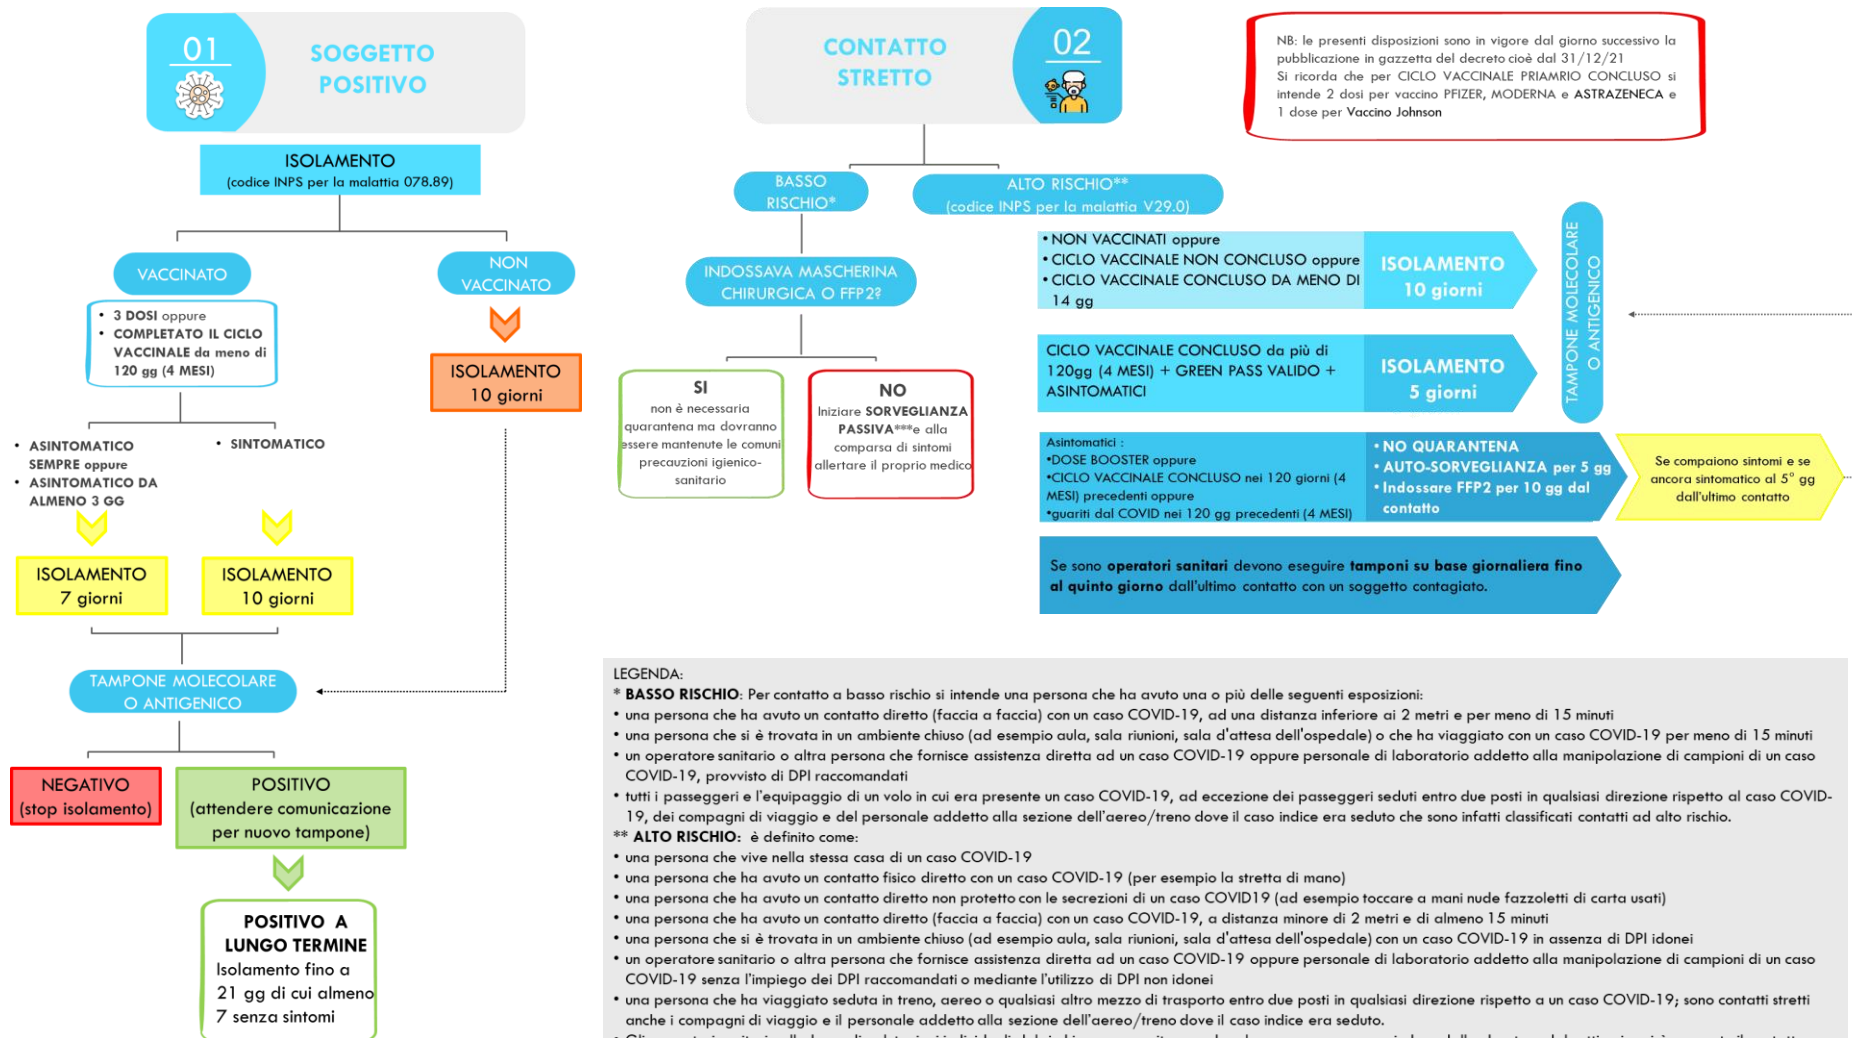 01
SOGGETTO
POSITIVO
ISOLAMENTO
(codice INPS per la malattia 078.89)
VACCINATO
• 3 DOSI oppure
• COMPLETATO IL CICLO
VACCINALE da meno di
120 gg (4 MESI)
NON
VACCINATO
ISOLAMENTO
10 giorni
• ASINTOMATICO
SEMPRE oppure
• ASINTOMATICO DA
ALMENO 3 GG
• SINTOMATICO
ISOLAMENTO
7 giorni
ISOLAMENTO
10 giorni
TAMPONE MOLECOLARE
O ANTIGENICO
NEGATIVO
(stop isolamento)
POSITIVO
(attendere comunicazione
per nuovo tampone)
POSITIVO A
LUNGO TERMINE
Isolamento fino a
21 gg di cui almeno
7 senza sintomi
CONTATTO
STRETTO
02
BASSO
RISCHIO*
ALTO RISCHIO**
(codice INPS per la malattia V29.0)
INDOSSAVA MASCHERINA
CHIRURGICA O FFP2?
SI
non è necessaria
quarantena ma dovranno
essere mantenute le comuni
precauzioni igienico-
sanitario
NO
Iniziare SORVEGLIANZA
PASSIVA***e alla
comparsa di sintomi
allertare il proprio medico
NB: le presenti disposizioni sono in vigore dal giorno successivo la
pubblicazione in gazzetta del decreto cioè dal 31/12/21
Si ricorda che per CICLO VACCINALE PRIAMRIO CONCLUSO si
intende 2 dosi per vaccino PFIZER, MODERNA e ASTRAZENECA e
1 dose per Vaccino Johnson
• NON VACCINATI oppure
• CICLO VACCINALE NON CONCLUSO oppure
• CICLO VACCINALE CONCLUSO DA MENO DI
14 gg
ISOLAMENTO
10 giorni
CICLO VACCINALE CONCLUSO da più di
120gg (4 MESI) + GREEN PASS VALIDO +
ASINTOMATICI
ISOLAMENTO
5 giorni
TAMPONE MOLECOLARE
O ANTIGENICO
Asintomatici :
•DOSE BOOSTER oppure
•CICLO VACCINALE CONCLUSO nei 120 giorni (4
MESI) precedenti oppure
•guariti dal COVID nei 120 gg precedenti (4 MESI)
• NO QUARANTENA
• AUTO-SORVEGLIANZA per 5 gg
• Indossare FFP2 per 10 gg dal
contatto
Se compaiono sintomi e se
ancora sintomatico al 5° gg
dall'ultimo contatto
Se sono operatori sanitari devono eseguire tamponi su base giornaliera fino
al quinto giorno dall'ultimo contatto con un soggetto contagiato.
LEGENDA:
* BASSO RISCHIO: Per contatto a basso rischio si intende una persona che ha avuto una o più delle seguenti esposizioni:
• una persona che ha avuto un contatto diretto (faccia a faccia) con un caso COVID-19, ad una distanza inferiore ai 2 metri e per meno di 15 minuti
• una persona che si è trovata in un ambiente chiuso (ad esempio aula, sala riunioni, sala d'attesa dell'ospedale) o che ha viaggiato con un caso COVID-19 per meno di 15 minuti
• un operatore sanitario o altra persona che fornisce assistenza diretta ad un caso COVID-19 oppure personale di laboratorio addetto alla manipolazione di campioni di un caso
COVID-19, provvisto di DPI raccomandati
• tutti i passeggeri e l'equipaggio di un volo in cui era presente un caso COVID-19, ad eccezione dei passeggeri seduti entro due posti in qualsiasi direzione rispetto al caso COVID-
19, dei compagni di viaggio e del personale addetto alla sezione dell'aereo/treno dove il caso indice era seduto che sono infatti classificati contatti ad alto rischio.
** ALTO RISCHIO: è definito come:
• una persona che vive nella stessa casa di un caso COVID-19
• una persona che ha avuto un contatto fisico diretto con un caso COVID-19 (per esempio la stretta di mano)
• una persona che ha avuto un contatto diretto non protetto con le secrezioni di un caso COVID19 (ad esempio toccare a mani nude fazzoletti di carta usati)
• una persona che ha avuto un contatto diretto (faccia a faccia) con un caso COVID-19, a distanza minore di 2 metri e di almeno 15 minuti
• una persona che si è trovata in un ambiente chiuso (ad esempio aula, sala riunioni, sala d'attesa dell'ospedale) con un caso COVID-19 in assenza di DPI idonei
• un operatore sanitario o altra persona che fornisce assistenza diretta ad un caso COVID-19 oppure personale di laboratorio addetto alla manipolazione di campioni di un caso
COVID-19 senza l'impiego dei DPI raccomandati o mediante l'utilizzo di DPI non idonei
• una persona che ha viaggiato seduta in treno, aereo o qualsiasi altro mezzo di trasporto entro due posti in qualsiasi direzione rispetto a un caso COVID-19; sono contatti stretti
anche i compagni di viaggio e il personale addetto alla sezione dell'aereo/treno dove il caso indice era seduto.